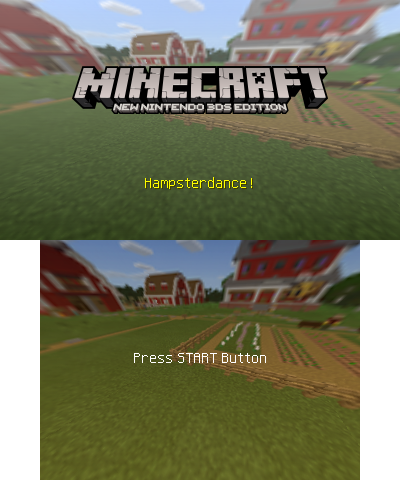 MINECRAFT
NEW NINTENDO 3DS EDITION
Hampsterdance!
Press START Button